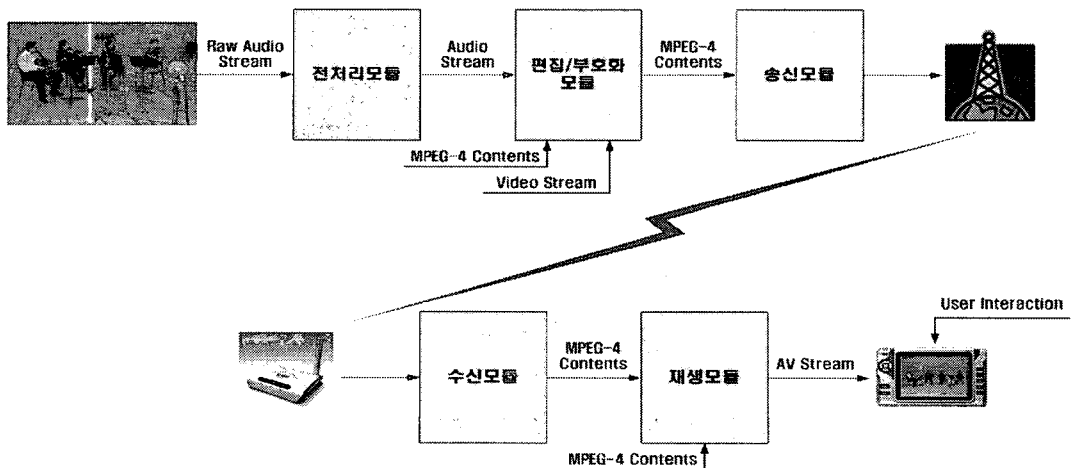 Raw Audio
Stream
전처리모듈
Audio
Stream
편집/부호화
모듈
MPEG-4
Contents
송신모듈
MPEG-4 Contents
Video Stream
수신모듈
MPEG-4
Contents
재생모듈
AV Stream
User Interaction
MPEG-4 Contents